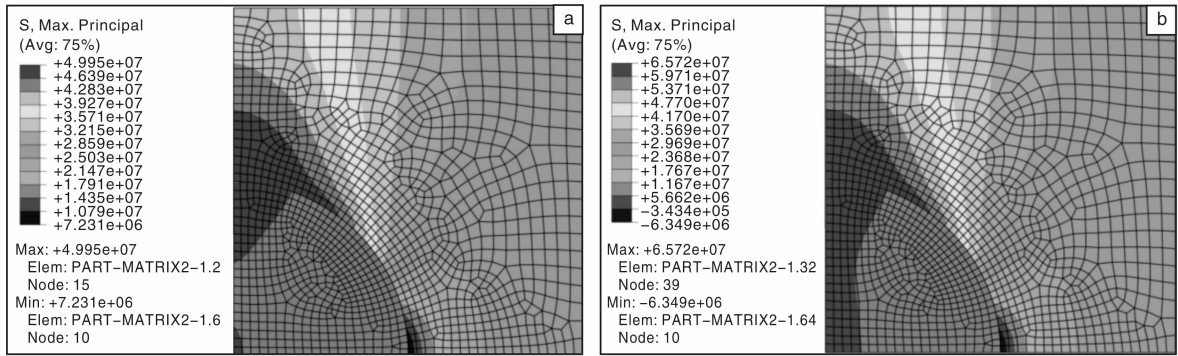 a
S, Max. Principal
(Avg: 75%)
+4.995e+07
+4.639e+07
+4.283e+07
+3.927e+07
+3.571e+07
+3.215e+07
+2.859e+07
+2.503e+07
+2.147e+07
+1.791e+07
+1.435e+07
+1.079e+07
+7.231e+06
Max: +4.995e+07
Elem: PART-MATRIX2-1.2
Node: 15
Min: +7.231e+06
Elem: PART-MATRIX2-1.6
Node: 10
b
S, Max. Principal
(Avg: 75%)
+6.572e+07
+5.971e+07
+5.371e+07
+4.770e+07
+4.170e+07
+3.569e+07
+2.969e+07
+2.368e+07
+1.767e+07
+1.167e+07
+5.662e+06
-3.434e+05
-6.349e+06
Max: +6.572e+07
Elem: PART-MATRIX2-1.32
Node: 39
Min: -6.349e+06
Elem: PART-MATRIX2-1.64
Node: 10